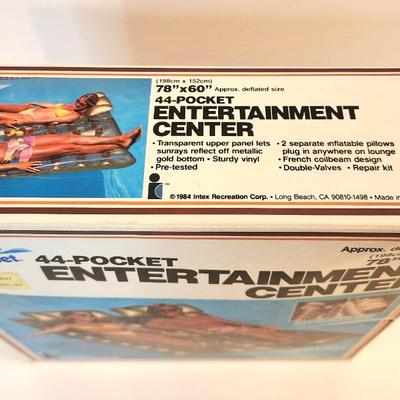 (198cm x 152cm)
78"x60" Approx. deflated size
44-POCKET
ENTERTAINMENT
CENTER
• Transparent upper panel lets
sunrays reflect off metallic
gold bottom • Sturdy vinyl
• Pre-tested
• 2 separate inflatable pillows
plug in anywhere on lounge
• French coilbeam design
• Double-Valves • Repair kit
TM
©1984 Intex Recreation Corp. • Long Beach, CA 90810-1498 • Made in
44-POCKET
ENTERTAINMEN
CENTER
Approx. de
(198cm
78"